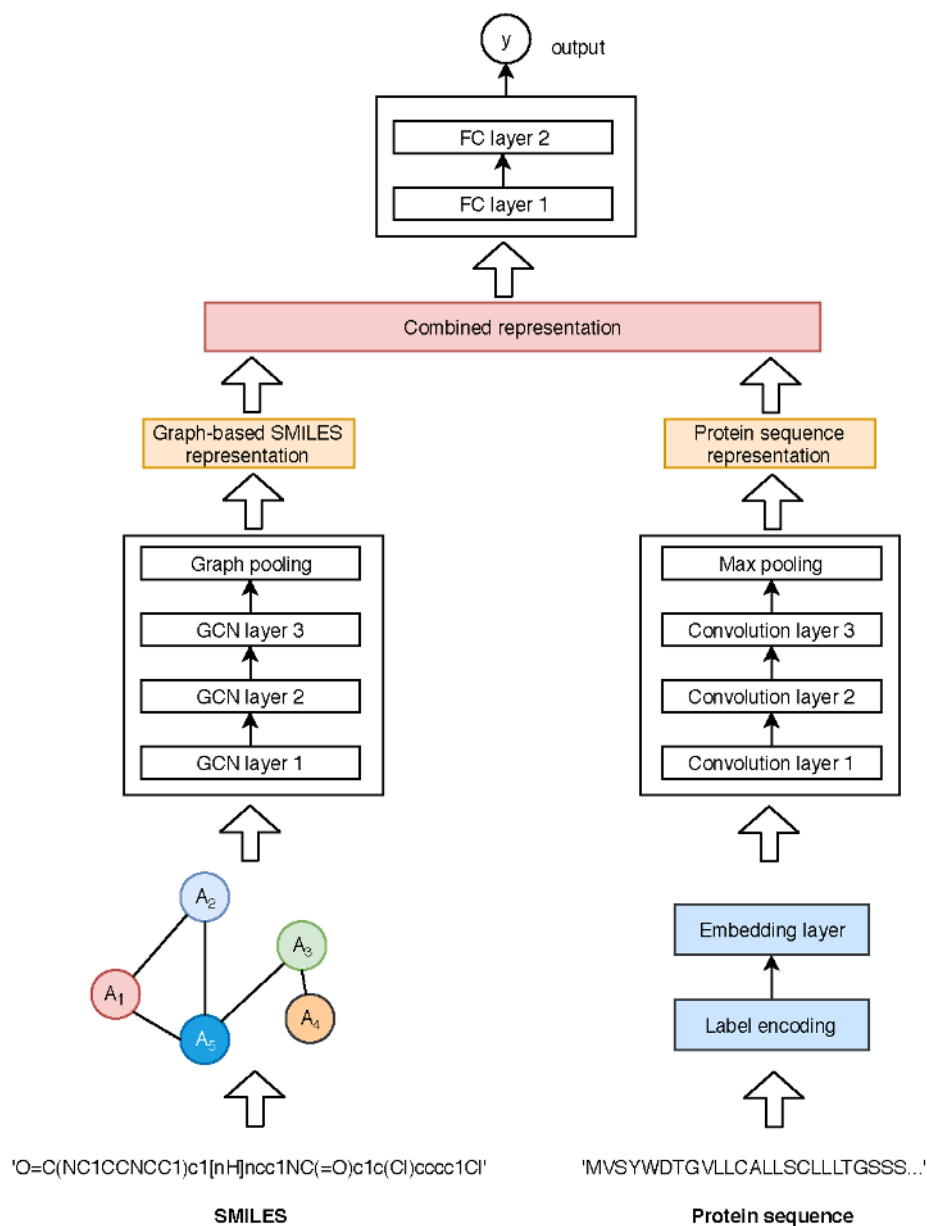 y
output
FC layer 2
FC layer 1
Combined representation
Graph-based SMILES
representation
Protein sequence
representation
Graph pooling
GCN layer 3
GCN layer 2
GCN layer 1
Max pooling
Convolution layer 3
Convolution layer 2
Convolution layer 1
A2
A3
A1
A4
A5
Embedding layer
Label encoding
'O=C(NC1CCNCC1)c1[nH]ncc1NC(=O)c1c(Cl)cccc1Cl'
'MVSYWDTGVLLCALLSCLLLTGSSS...'
SMILES
Protein sequence